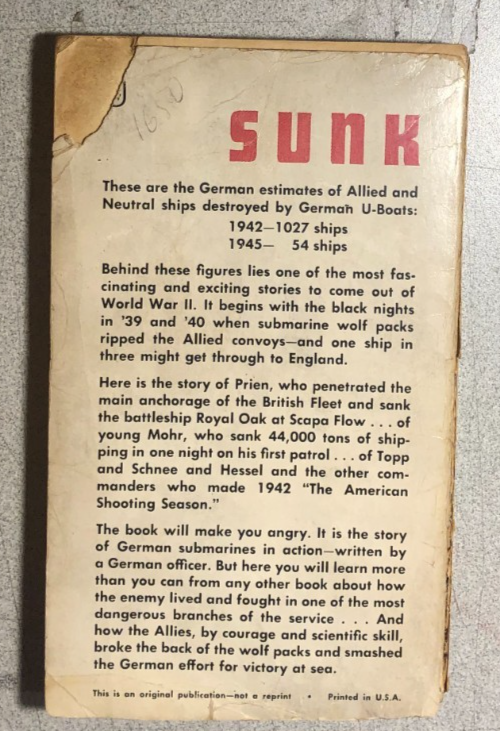 1650
SUNK
These are the German estimates of Allied and
Neutral ships destroyed by German U-Boats:
1942—1027 ships
1945— 54 ships
Behind these figures lies one of the most fas-
cinating and exciting stories to come out of
World War II. It begins with the black nights
in '39 and '40 when submarine wolf packs
ripped the Allied convoys—and one ship in
three might get through to England.
Here is the story of Prien, who penetrated the
main anchorage of the British Fleet and sank
the battleship Royal Oak at Scapa Flow . . . of
young Mohr, who sank 44,000 tons of ship-
ping in one night on his first patrol . . . of Topp
and Schnee and Hessel and the other com-
manders who made 1942 "The American
Shooting Season."
The book will make you angry. It is the story
of German submarines in action—written by
a German officer. But here you will learn more
than you can from any other book about how
the enemy lived and fought in one of the most
dangerous branches of the service . . . And
how the Allies, by courage and scientific skill,
broke the back of the wolf packs and smashed
the German effort for victory at sea.
This is an original publication—not a reprint • Printed in U.S.A.